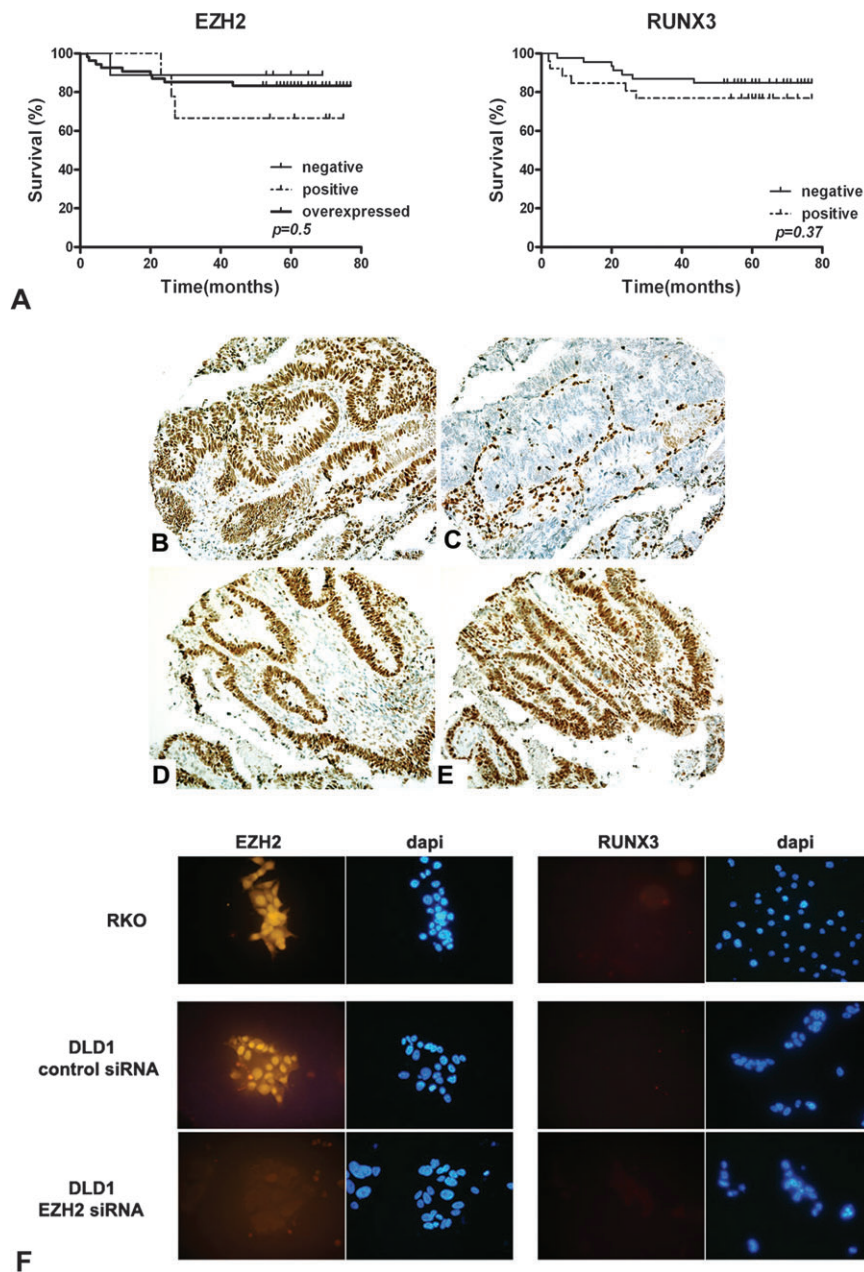 EZH2
Survival (%)
100
80
60
40
20
0
0 20 40 60 80
Time(months)
negative
positive
overexpressed
p=0.5
RUNX3
Survival (%)
100
80
60
40
20
0
0 20 40 60 80
Time(months)
negative
positive
p=0.37
A
B
C
D
E
EZH2 dapi RUNX3 dapi
RKO
DLD1
control siRNA
DLD1
EZH2 siRNA
F